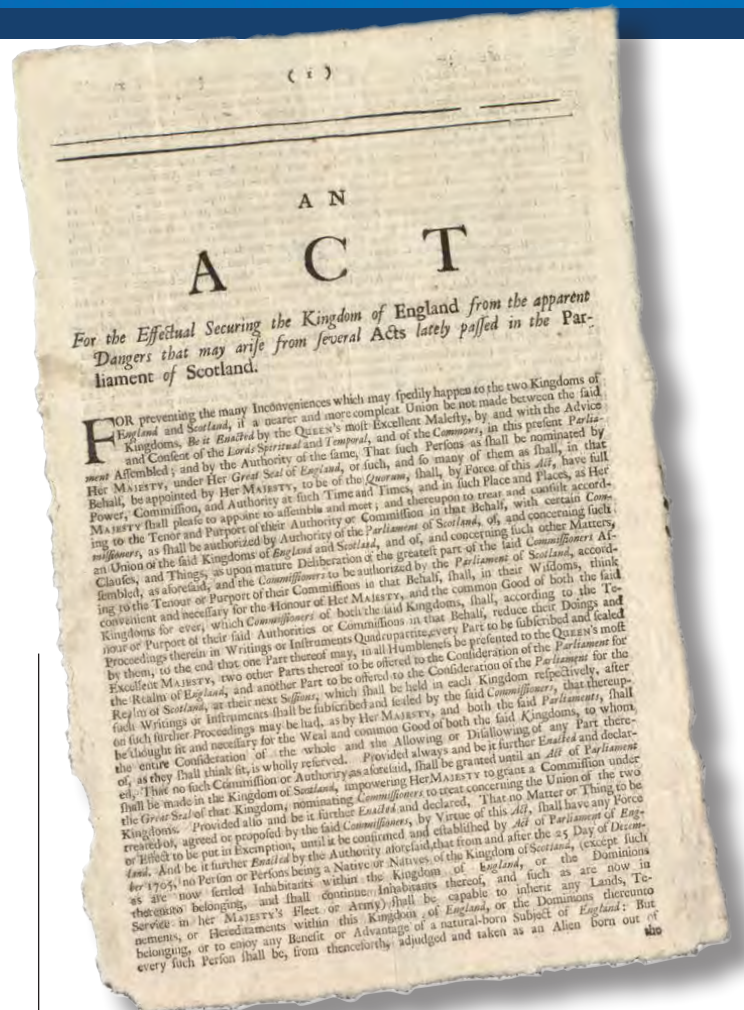 ( 1 )
A N
A C T
For the Effectual Securing the Kingdom of England from the apparent
Dangers that may ariſe from ſeveral Acts lately paſſed in the Par-
liament of Scotland.
FOR preventing the many Inconveniences which may ſpedily happen to the two Kingdoms of
England and Scotland, if a nearer and more compleat Union be not made between the ſaid
Kingdoms, Be it Enacted by the QUEEN's moſt Excellent Majeſty, by and with the Advice
and Conſent of the Lords Spiritual and Temporal, and of the Commons, in this preſent Parlia-
ment Aſſembled; and by the Authority of the ſame, That ſuch Perſons as ſhall be nominated by
Her MAJESTY, under Her Great Seal of England, or ſuch, and ſo many of them as ſhall, in that
Behalf, be appointed by Her MAJESTY, to be of the Quorum, ſhall, by Force of this Act, have full
Power, Commiſſion, and Authority at ſuch Time and Times, and in ſuch Place and Places, as Her
MAJESTY ſhall pleaſe to appoint to aſſemble and meet; and thereupon to treat and conſult accord-
ing to the Tenor and Purport of their Authority or Commiſſion in that Behalf, with certain Com-
miſſioners, as ſhall be authorized by Authority of the Parliament of Scotland, of, and concerning ſuch
an Union of the ſaid Kingdoms of England and Scotland, and of, and concerning ſuch other Matters,
Clauſes, and Things, as upon mature Deliberation of the greateſt part of the ſaid Commiſſioners Aſ-
ſembled, as aforeſaid, and the Commiſſioners to be authorized by the Parliament of Scotland, accord-
ing to the Tenour or Purport of their Commiſſions in that Behalf, ſhall, in their Wiſdoms, think
convenient and neceſſary for the Honour of Her MAJESTY, and the common Good of both the ſaid
Kingdoms for ever, which Commiſſioners of both the ſaid Kingdoms, ſhall, according to the Te-
nour or Purport of their ſaid Authorities or Commiſſions in that Behalf, reduce their Doings and
Proceedings therein in Writings or Inſtruments Quadrupartite, every Part to be ſubſcribed and ſealed
by them, to the end that one Part thereof may, in all Humbleneſs be preſented to the QUEEN's moſt
Excellent MAJESTY, two other Parts thereof to be offered to the Conſideration of the Parliament for
the Realm of England, and another Part to be offered to the Conſideration of the Parliament for the
Realm of Scotland, at their next Seſſions, which ſhall be held in each Kingdom reſpectively, after
ſuch Writings or Inſtruments ſhall be ſubſcribed and ſealed by the ſaid Commiſſioners, that thereup-
on ſuch further Proceedings may be had, as by Her MAJESTY, and both the ſaid Parliaments, ſhall
be thought fit and neceſſary for the Weal and common Good of both the ſaid Kingdoms, to whom
the entire Conſideration of the whole and the Allowing or Diſallowing of any Part there-
of, as they ſhall think fit, is wholly reſerved. Provided always and be it further Enacted and declar-
ed, That no ſuch Commiſſion or Authority as aforeſaid, ſhall be granted until an Act of Parliament
ſhall be made in the Kingdom of Scotland, impowering Her MAJESTY to grant a Commiſſion under
the Great Seal of that Kingdom, nominating Commiſſioners to treat concerning the Union of the two
Kingdoms. Provided alſo and be it further Enacted and declared, That no Matter or Thing to be
treated of, agreed or propoſed by the ſaid Commiſſioners, by Virtue of this Act, ſhall have any Force
or Effect to be put in Exemption, until it be confirmed and eſtabliſhed by Act of Parliament of Eng-
land. And be it further Enacted by the Authority aforeſaid, that from and after the 25 Day of Decem-
ber 1705, no Perſon or Perſons being a Native or Natives of the Kingdom of Scotland, (except ſuch
as are now ſettled Inhabitants within the Kingdom of England, or the Dominions
thereunto belonging, and ſhall continue Inhabitants thereof, and ſuch as are now in
Service in her MAJESTY's Fleet or Army) ſhall be capable to inherit any Lands, Te-
nements, or Hereditaments within this Kingdom of England, or the Dominions thereunto
belonging, or to enjoy any Benefit or Advantage of a natural-born Subject of England: But
every ſuch Perſon ſhall be, from thenceforth, adjudged and taken as an Alien born out of
the